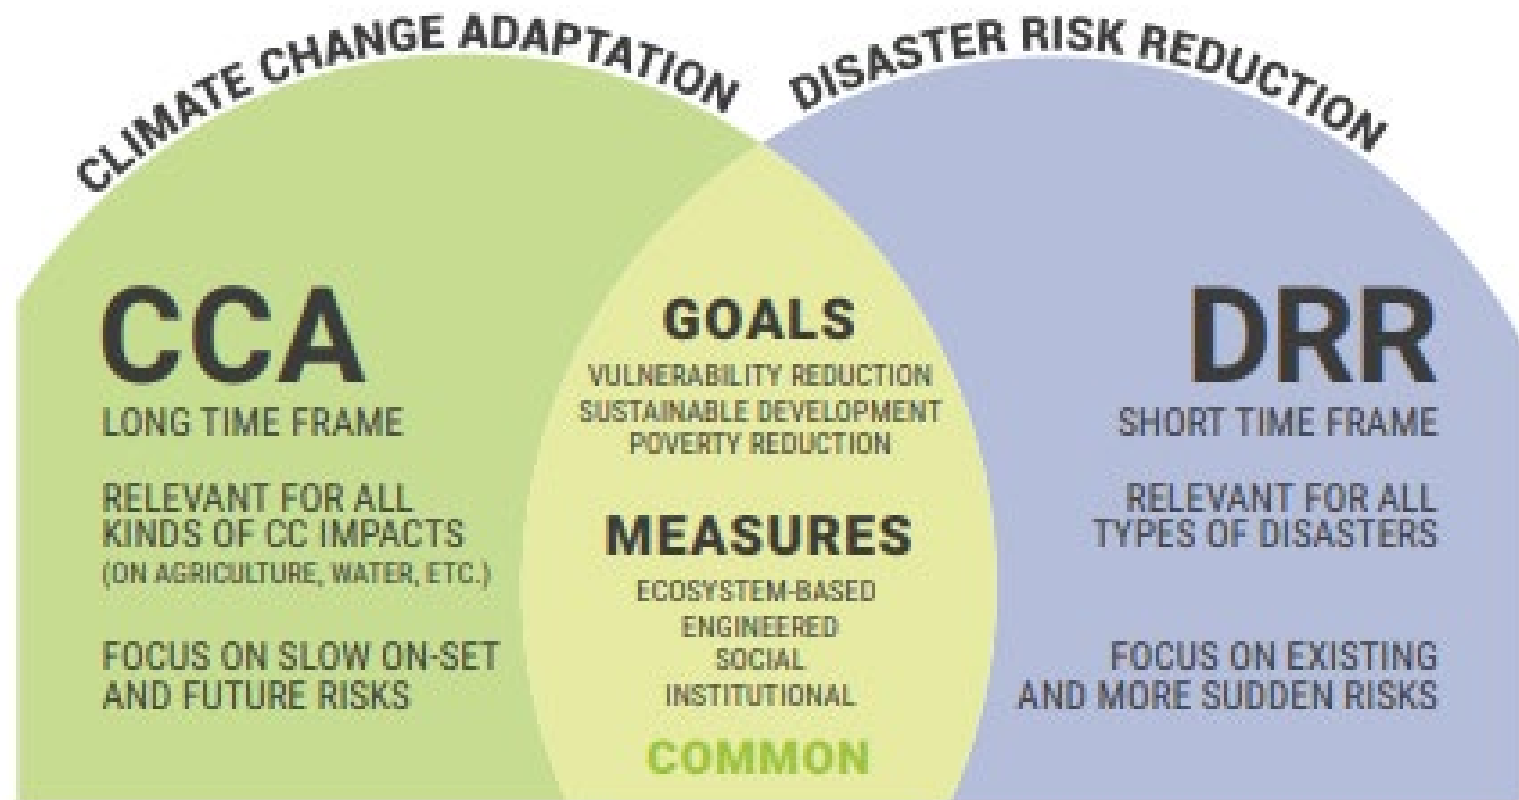 CLIMATE CHANGE ADAPTATION
DISASTER RISK REDUCTION
CCA
LONG TIME FRAME
RELEVANT FOR ALL
KINDS OF CC IMPACTS
(ON AGRICULTURE, WATER, ETC.)
FOCUS ON SLOW ON-SET
AND FUTURE RISKS
GOALS
VULNERABILITY REDUCTION
SUSTAINABLE DEVELOPMENT
POVERTY REDUCTION
MEASURES
ECOSYSTEM-BASED
ENGINEERED
SOCIAL
INSTITUTIONAL
COMMON
DRR
SHORT TIME FRAME
RELEVANT FOR ALL
TYPES OF DISASTERS
FOCUS ON EXISTING
AND MORE SUDDEN RISKS